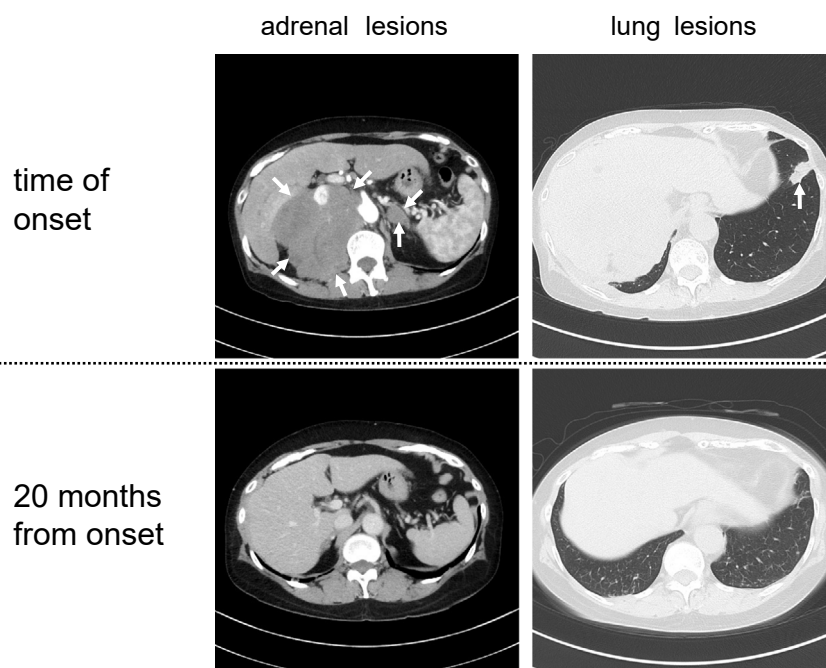 adrenal lesions
lung lesions
time of
onset
20 months
from onset